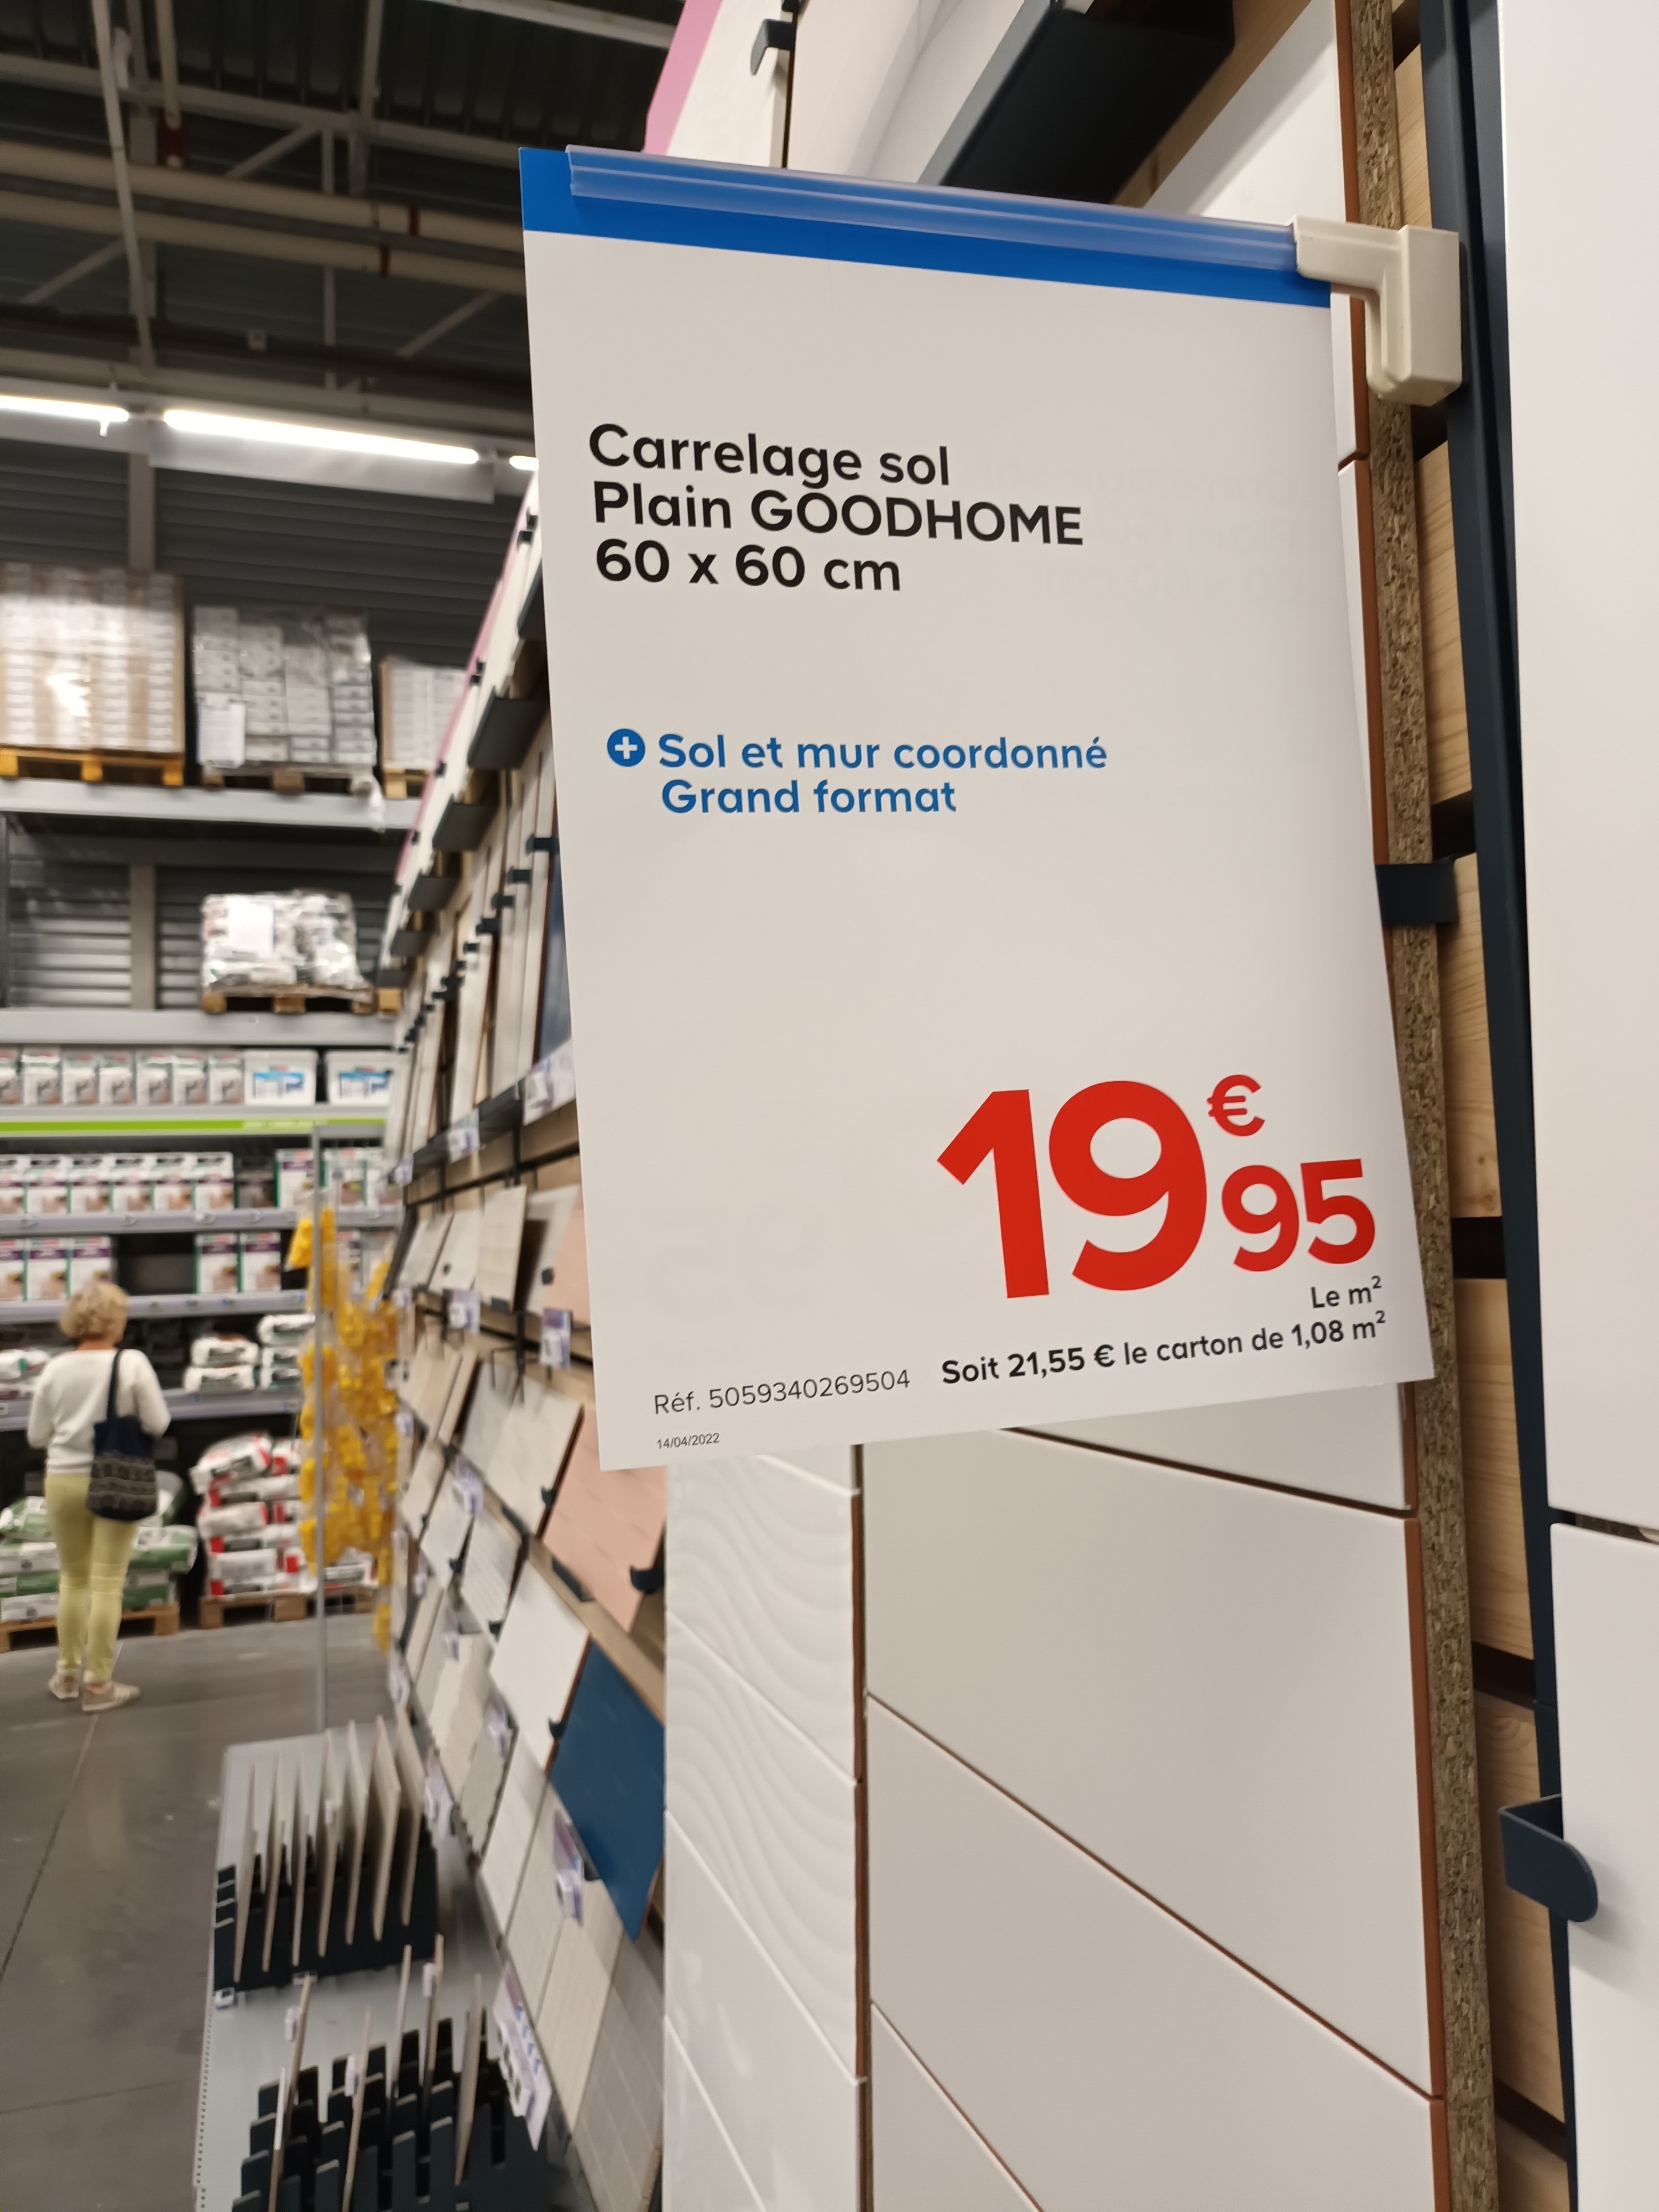 Carrelage sol
Plain GOODHOME
60 x 60 cm
Sol et mur coordonné
Grand format
19€95
Le m²
Réf. 5059340269504 Soit 21,55 € le carton de 1,08 m²
14/04/2022